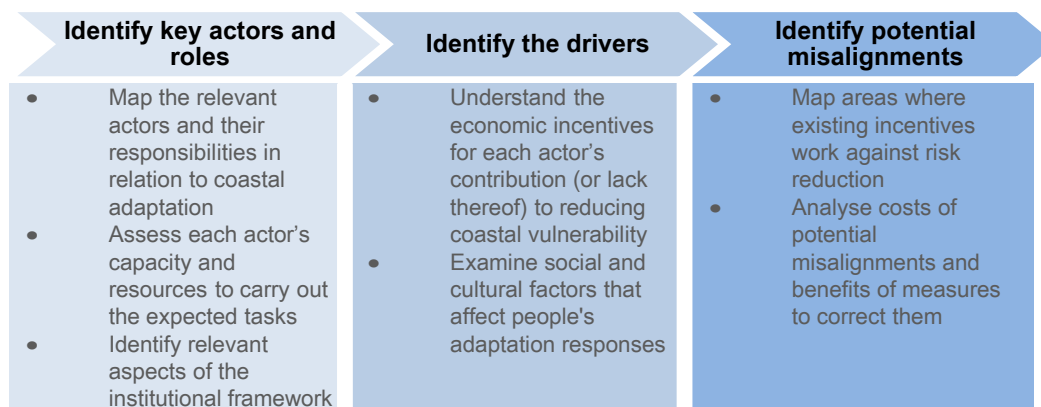 Identify key actors and
roles
• Map the relevant
actors and their
responsibilities in
relation to coastal
adaptation
• Assess each actor's
capacity and
resources to carry out
the expected tasks
• Identify relevant
aspects of the
institutional framework
Identify the drivers
• Understand the
economic incentives
for each actor's
contribution (or lack
thereof) to reducing
coastal vulnerability
• Examine social and
cultural factors that
affect people's
adaptation responses
Identify potential
misalignments
• Map areas where
existing incentives
work against risk
reduction
• Analyse costs of
potential
misalignments and
benefits of measures
to correct them